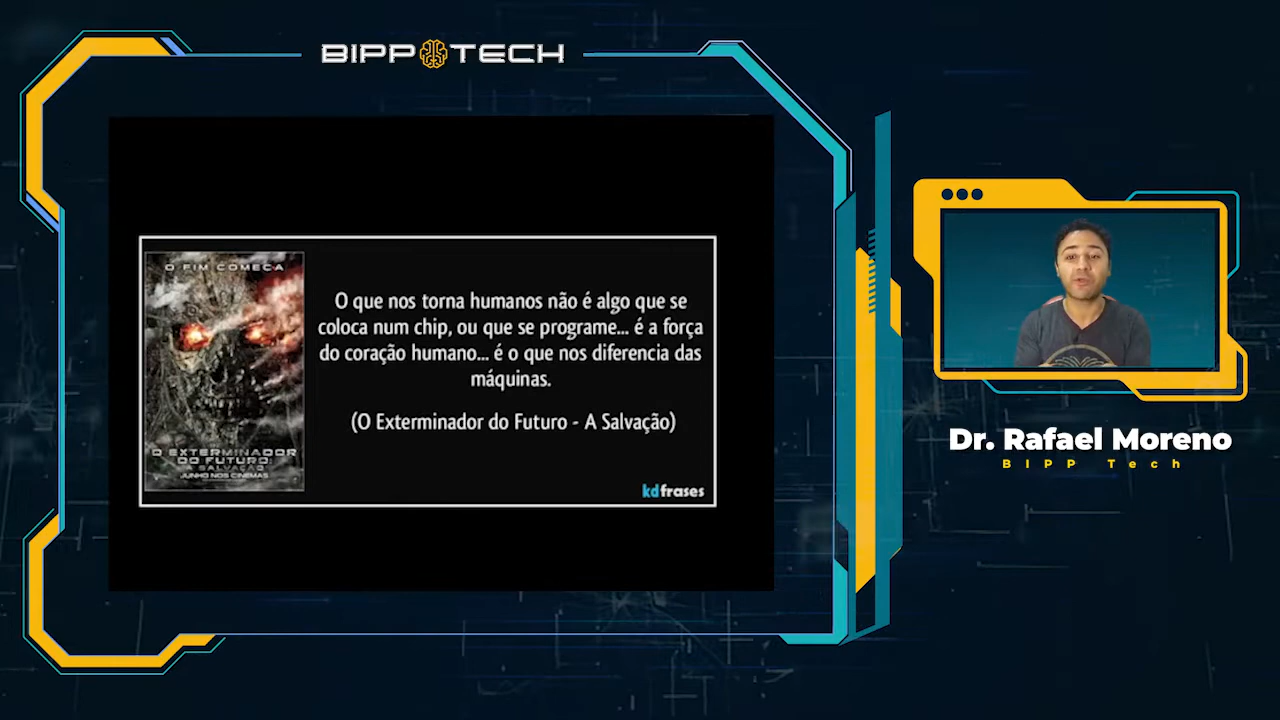 BIPP TECH
O FIM COMEÇA
O EXTERMINADOR
DO FUTURO:
A SALVAÇÃO
JUNHO NOS CINEMAS
O que nos torna humanos não é algo que se
coloca num chip, ou que se programe... é a força
do coração humano... é o que nos diferencia das
máquinas.
(O Exterminador do Futuro - A Salvação)
kdfrases
Dr. Rafael Moreno
BIPP Tech